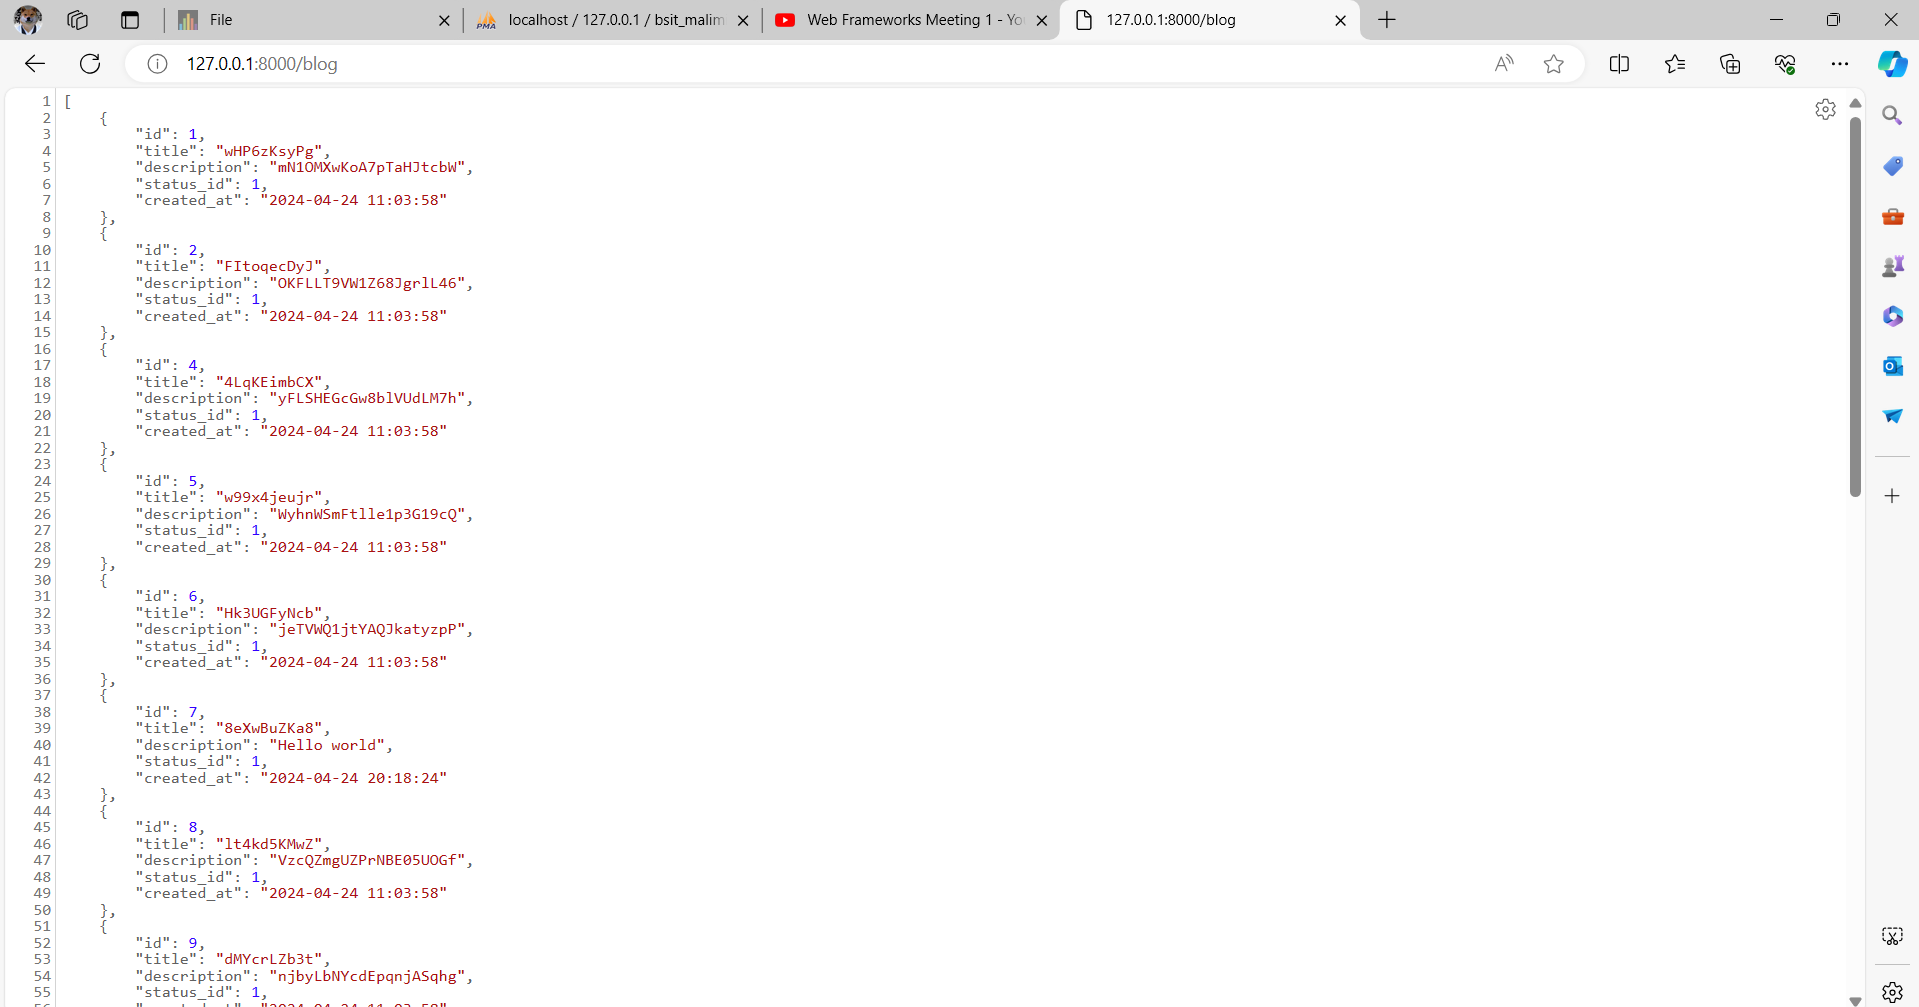 File
PMA
localhost / 127.0.0.1 / bsit_malim
Web Frameworks Meeting 1 - Yo
127.0.0.1:8000/blog
127.0.0.1:8000/blog
1 [
2 {
3 "id": 1,
4 "title": "wHP6zKsyPg",
5 "description": "mN1OMXwKoA7pTaHJtcbW",
6 "status_id": 1,
7 "created_at": "2024-04-24 11:03:58"
8 },
9 {
10 "id": 2,
11 "title": "FItoqecDyJ",
12 "description": "OKFLLT9VW1Z68JgrlL46",
13 "status_id": 1,
14 "created_at": "2024-04-24 11:03:58"
15 },
16 {
17 "id": 4,
18 "title": "4LqKEimbCX",
19 "description": "yFLSHEGcGw8blVUdLM7h",
20 "status_id": 1,
21 "created_at": "2024-04-24 11:03:58"
22 },
23 {
24 "id": 5,
25 "title": "w99x4jeujr",
26 "description": "WyhnWSmFtlle1p3G19cQ",
27 "status_id": 1,
28 "created_at": "2024-04-24 11:03:58"
29 },
30 {
31 "id": 6,
32 "title": "Hk3UGFyNcb",
33 "description": "jeTVWQ1jtYAQJkatyzpP",
34 "status_id": 1,
35 "created_at": "2024-04-24 11:03:58"
36 },
37 {
38 "id": 7,
39 "title": "8eXwBuZKa8",
40 "description": "Hello world",
41 "status_id": 1,
42 "created_at": "2024-04-24 20:18:24"
43 },
44 {
45 "id": 8,
46 "title": "lt4kd5KMwZ",
47 "description": "VzcQZmgUZPrNBE05UOGf",
48 "status_id": 1,
49 "created_at": "2024-04-24 11:03:58"
50 },
51 {
52 "id": 9,
53 "title": "dMYcrLZb3t",
54 "description": "njbyLbNYcdEpqnjASqhg",
55 "status_id": 1,